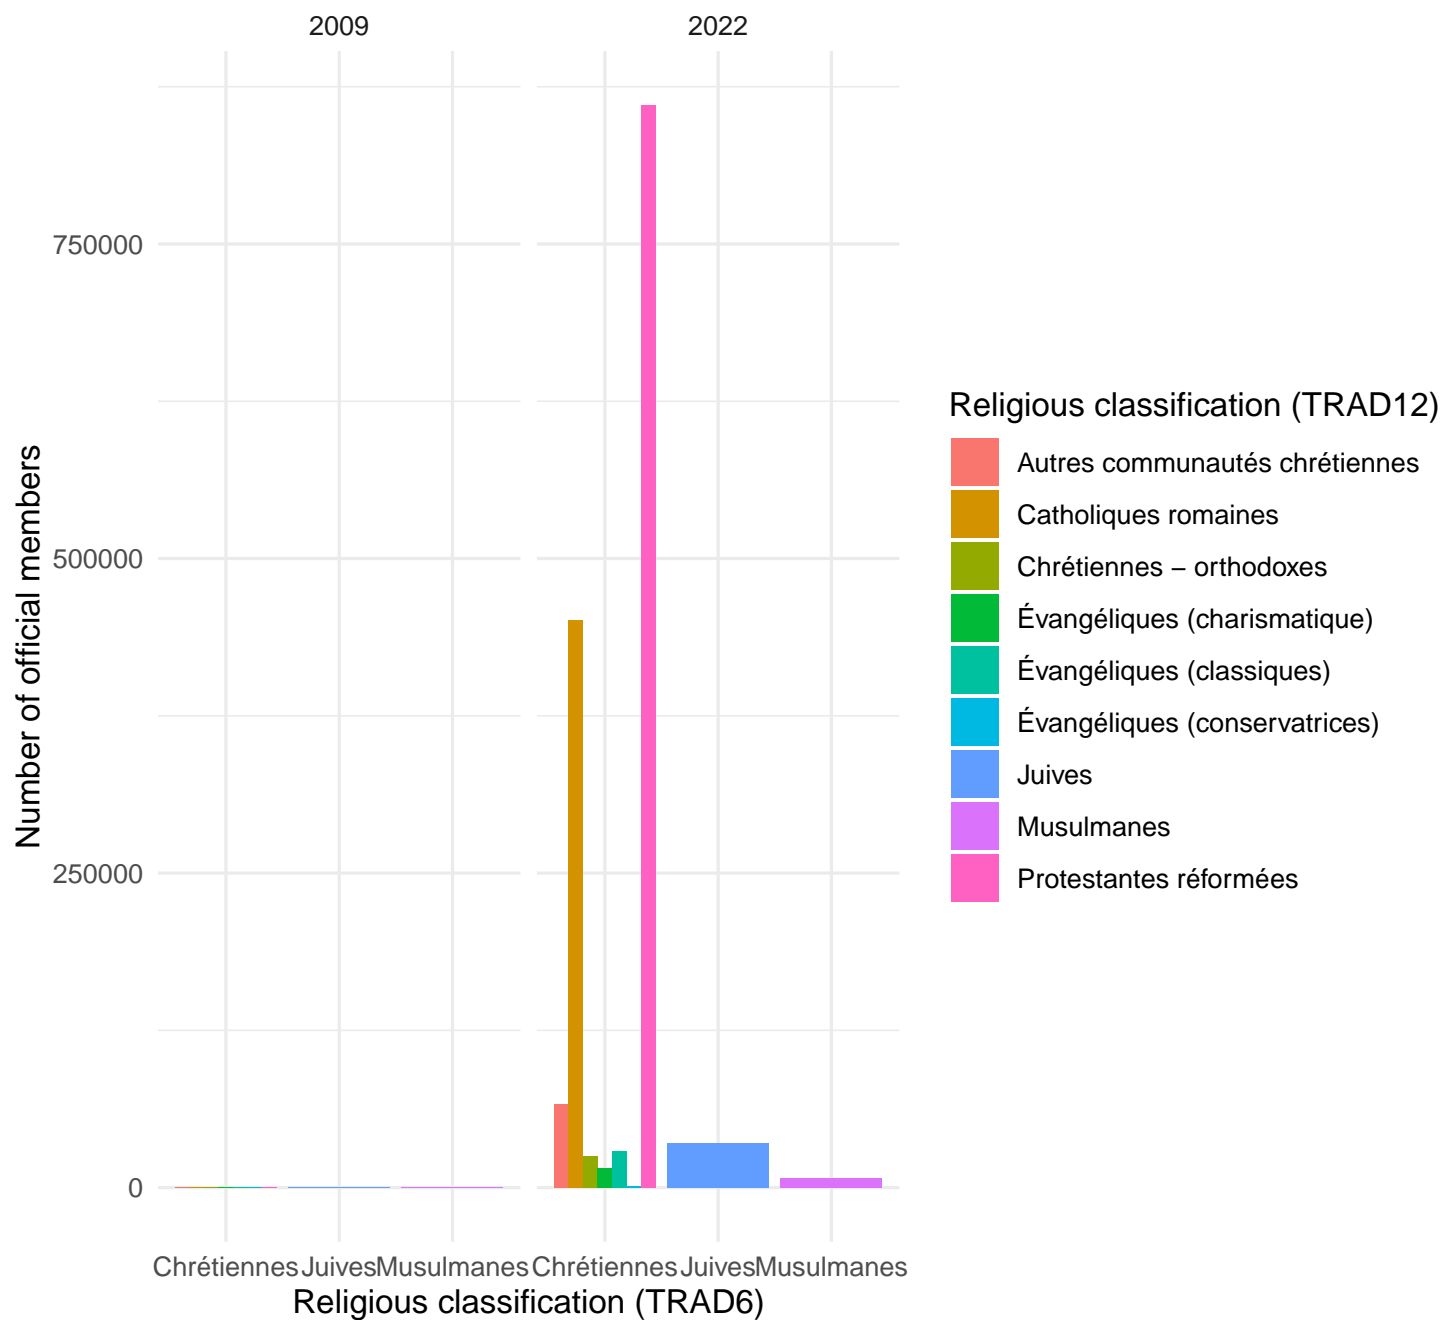 2009
2022
750000
500000
250000
0
Number of official members
Chrétiennes Juives Musulmanes Chrétiennes Juives Musulmanes
Religious classification (TRAD6)
Religious classification (TRAD12)
Autres communautés chrétiennes
Catholiques romaines
Chrétiennes − orthodoxes
Évangéliques (charismatique)
Évangéliques (classiques)
Évangéliques (conservatrices)
Juives
Musulmanes
Protestantes réformées